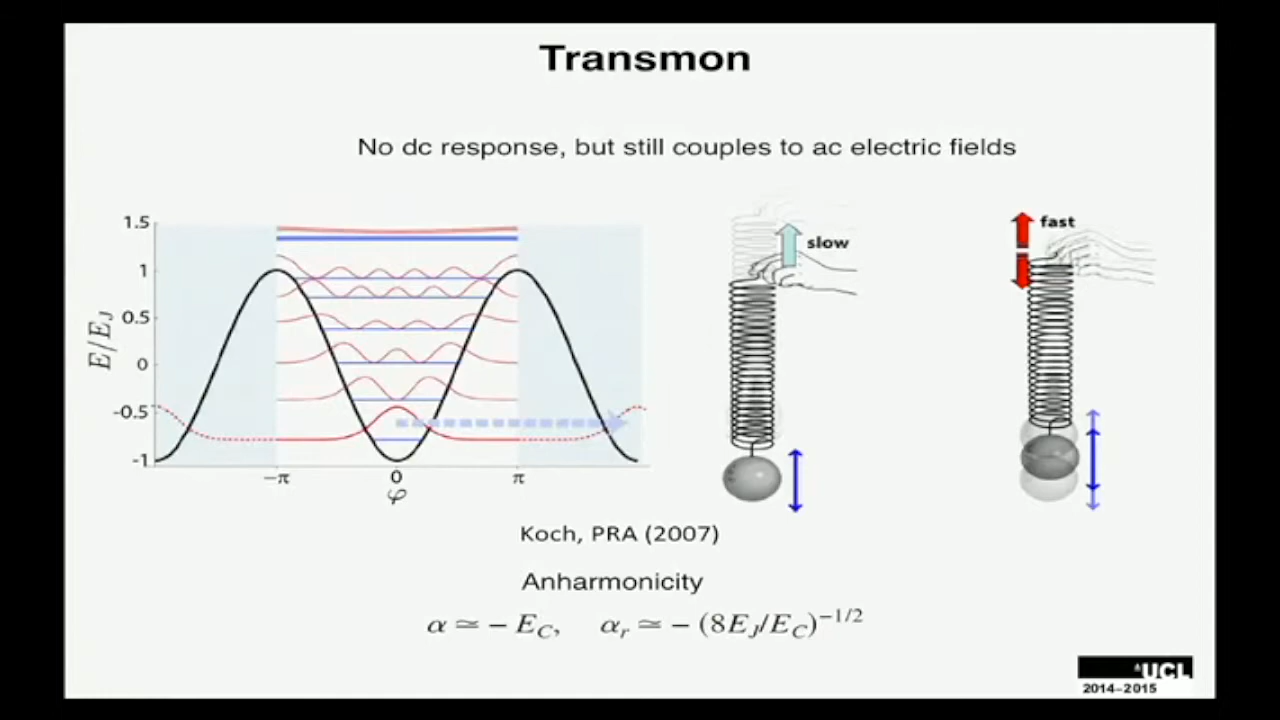 Transmon
No dc response, but still couples to ac electric fields
1.5
1
0.5
0
-0.5
-1
E/E_J
−π
0
π
φ
slow
fast
Koch, PRA (2007)
Anharmonicity
α ≃ − E_C, α_r ≃ − (8E_J/E_C)^{−1/2}
UCL
2014–2015